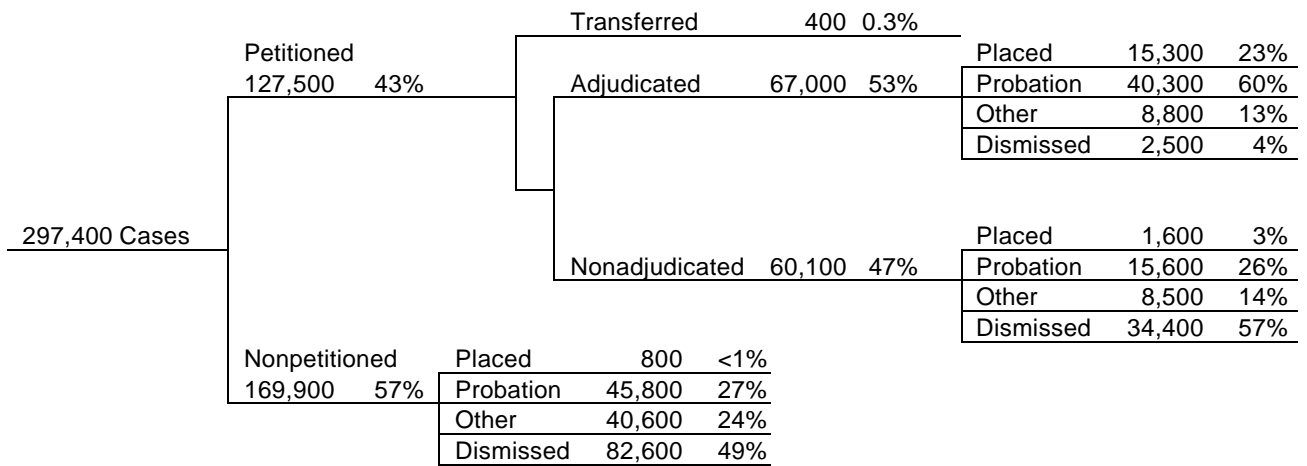 Transferred 400 0.3%
Petitioned
127,500 43%
Adjudicated 67,000 53%
Placed 15,300 23%
Probation 40,300 60%
Other 8,800 13%
Dismissed 2,500 4%
297,400 Cases
Nonadjudicated 60,100 47%
Placed 1,600 3%
Probation 15,600 26%
Other 8,500 14%
Dismissed 34,400 57%
Nonpetitioned
169,900 57%
Placed 800 <1%
Probation 45,800 27%
Other 40,600 24%
Dismissed 82,600 49%